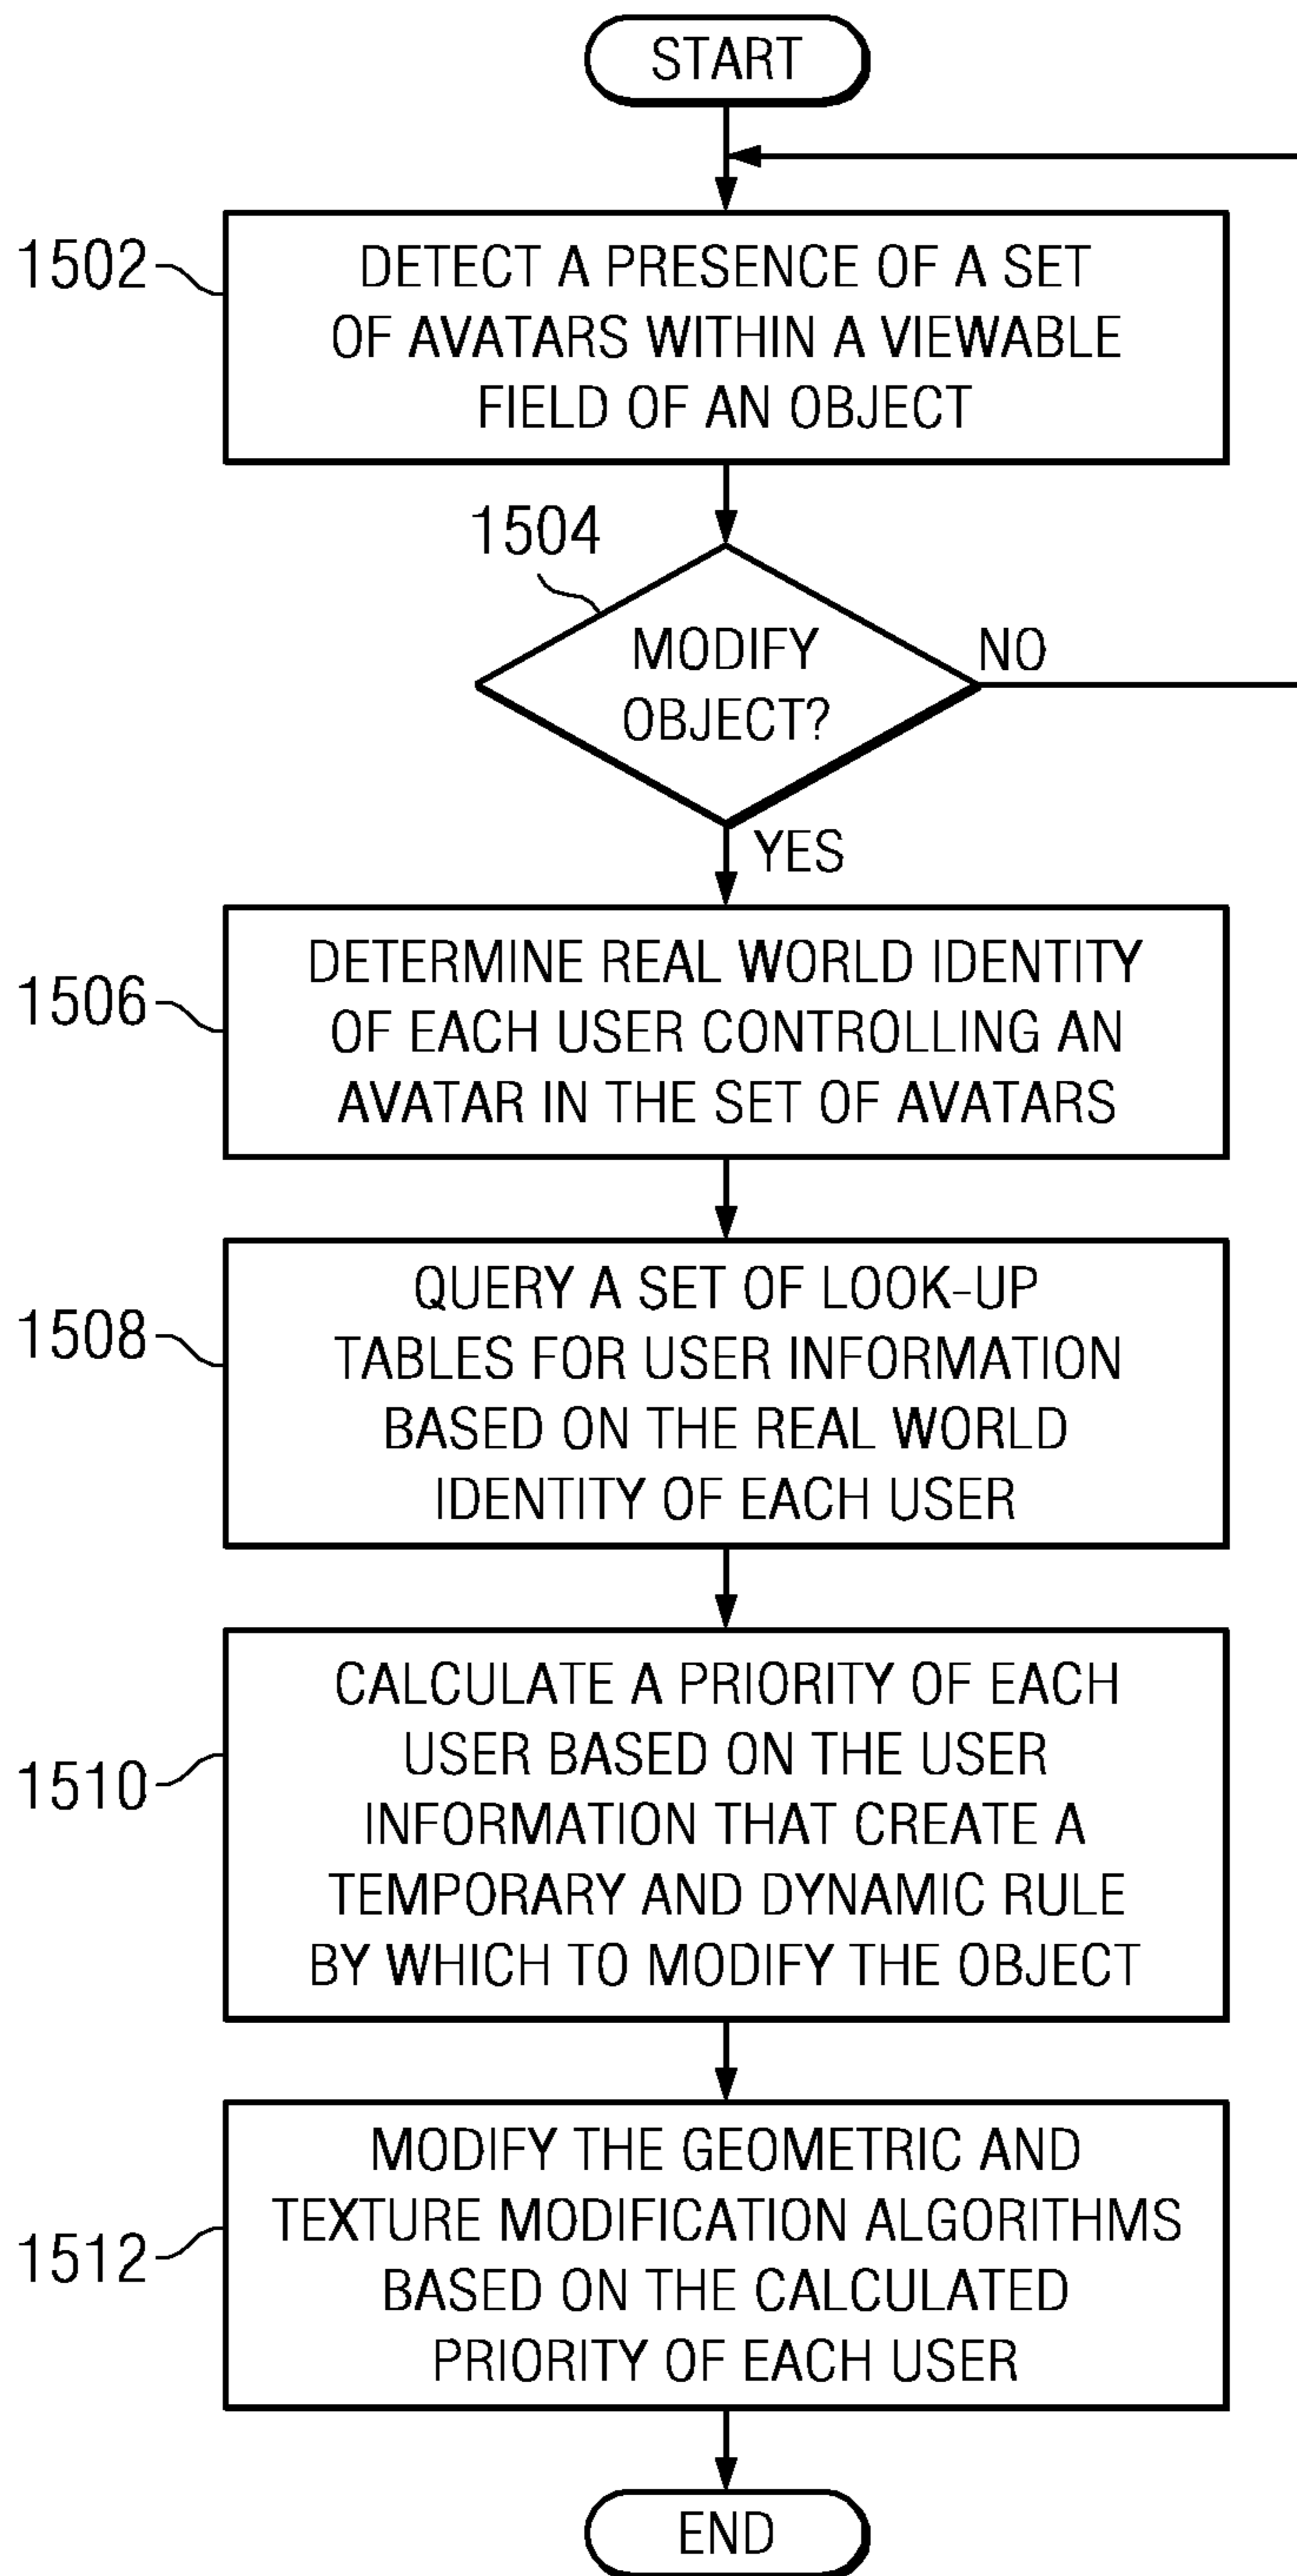 START
1502
DETECT A PRESENCE OF A SET
OF AVATARS WITHIN A VIEWABLE
FIELD OF AN OBJECT
1504
MODIFY
OBJECT?
NO
YES
1506
DETERMINE REAL WORLD IDENTITY
OF EACH USER CONTROLLING AN
AVATAR IN THE SET OF AVATARS
1508
QUERY A SET OF LOOK-UP
TABLES FOR USER INFORMATION
BASED ON THE REAL WORLD
IDENTITY OF EACH USER
1510
CALCULATE A PRIORITY OF EACH
USER BASED ON THE USER
INFORMATION THAT CREATE A
TEMPORARY AND DYNAMIC RULE
BY WHICH TO MODIFY THE OBJECT
1512
MODIFY THE GEOMETRIC AND
TEXTURE MODIFICATION ALGORITHMS
BASED ON THE CALCULATED
PRIORITY OF EACH USER
END